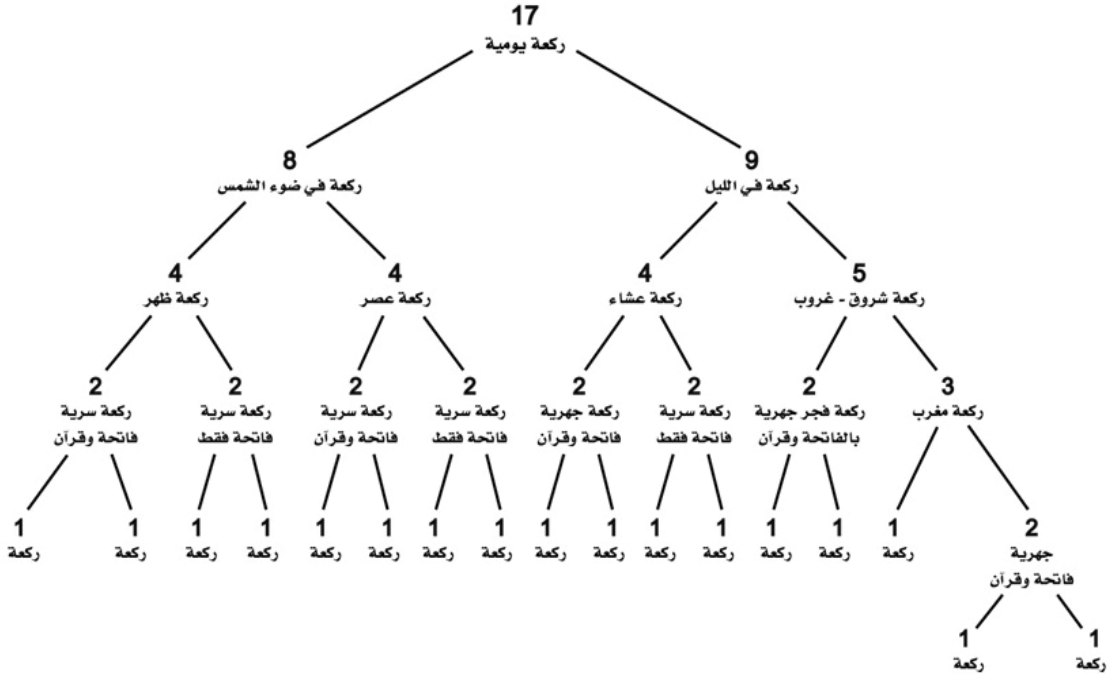 17
ركعة يومية
8
ركعة في ضوء الشمس
9
ركعة في الليل
4
ركعة ظهر
4
ركعة عصر
4
ركعة عشاء
5
ركعة شروق - غروب
2
ركعة سرية
فاتحة وقرآن
2
ركعة سرية
فاتحة فقط
2
ركعة سرية
فاتحة وقرآن
2
ركعة سرية
فاتحة فقط
2
ركعة جهرية
فاتحة وقرآن
2
ركعة سرية
فاتحة فقط
2
ركعة فجر جهرية
بالفاتحة وقرآن
3
ركعة مغرب
1
ركعة
1
ركعة
1
ركعة
1
ركعة
1
ركعة
1
ركعة
1
ركعة
1
ركعة
1
ركعة
1
ركعة
1
ركعة
1
ركعة
1
ركعة
1
ركعة
1
ركعة
2
جهرية
فاتحة وقرآن
1
ركعة
1
ركعة